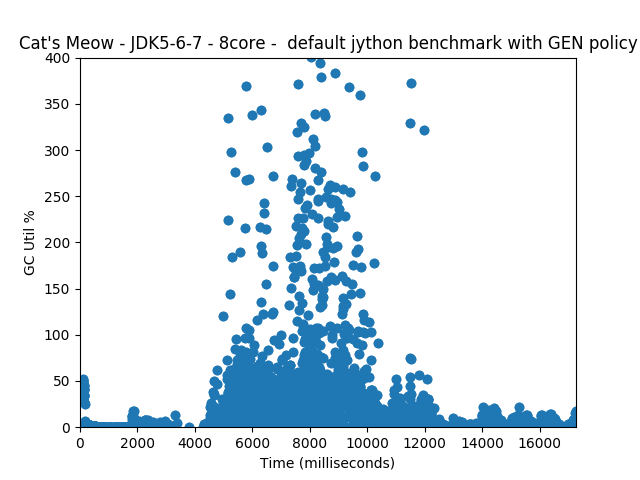 Cat's Meow - JDK5-6-7 - 8core -  default jython benchmark with GEN policy
400
350
300
250
200
150
100
50
0
GC Util %
0 2000 4000 6000 8000 10000 12000 14000 16000
Time (milliseconds)